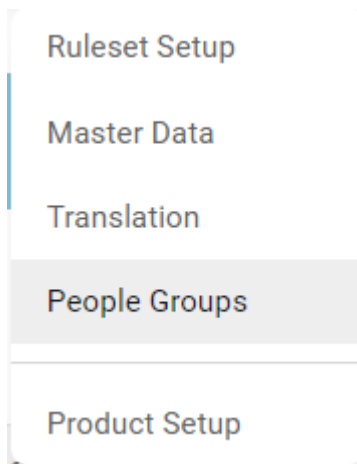 Ruleset Setup
Master Data
Translation
People Groups
Product Setup